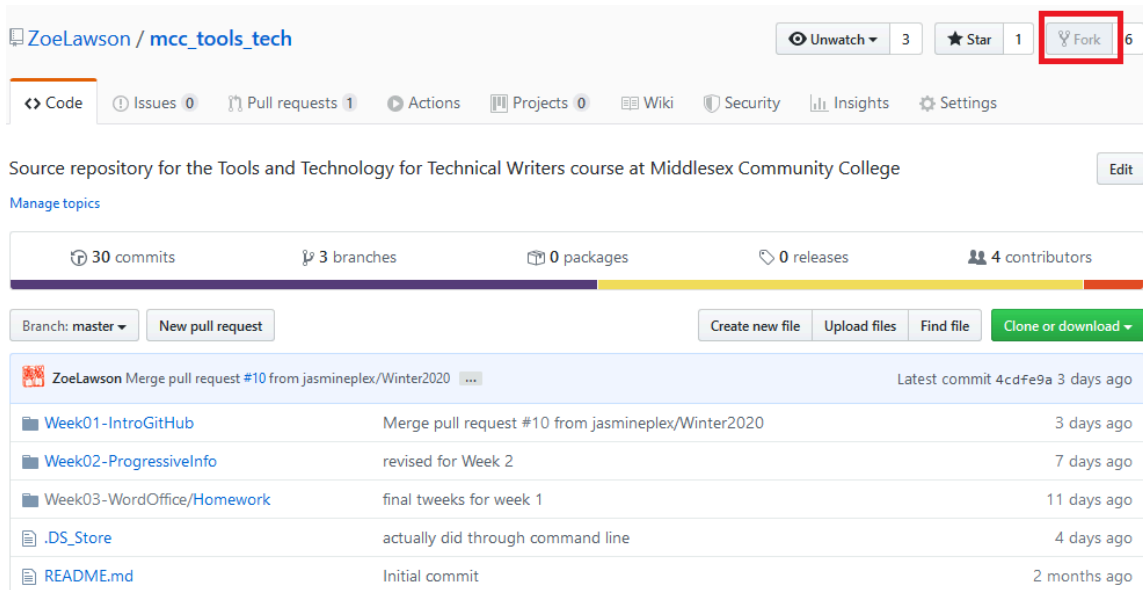 ZoeLawson / mcc_tools_tech Unwatch 3 Star 1 Fork 6
Code Issues 0 Pull requests 1 Actions Projects 0 Wiki Security Insights Settings
Source repository for the Tools and Technology for Technical Writers course at Middlesex Community College Edit
Manage topics
30 commits 3 branches 0 packages 0 releases 4 contributors
Branch: master New pull request Create new file Upload files Find file Clone or download
ZoeLawson Merge pull request #10 from jasmineplex/Winter2020 ... Latest commit 4cdfe9a 3 days ago
Week01-IntroGitHub Merge pull request #10 from jasmineplex/Winter2020 3 days ago
Week02-ProgressiveInfo revised for Week 2 7 days ago
Week03-WordOffice/Homework final tweeks for week 1 11 days ago
.DS_Store actually did through command line 4 days ago
README.md Initial commit 2 months ago